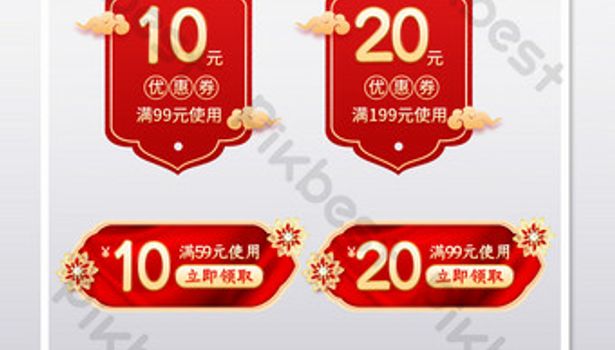 10元
优惠券
满99元使用
20元
优惠券
满199元使用
¥10
满59元使用
立即领取
¥20
满99元使用
立即领取
pikbest
pikbest